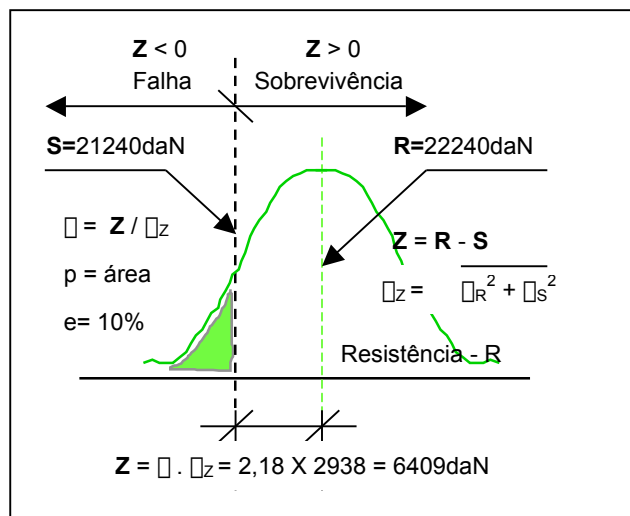 Z < 0 Z > 0
Falha Sobrevivência
S=21240daN R=22240daN
▯ = Z / ▯Z
Z = R - S
p = área
▯Z = ▯R² + ▯S²
e= 10%
Resistência - R
Z = ▯ . ▯Z = 2,18 X 2938 = 6409daN